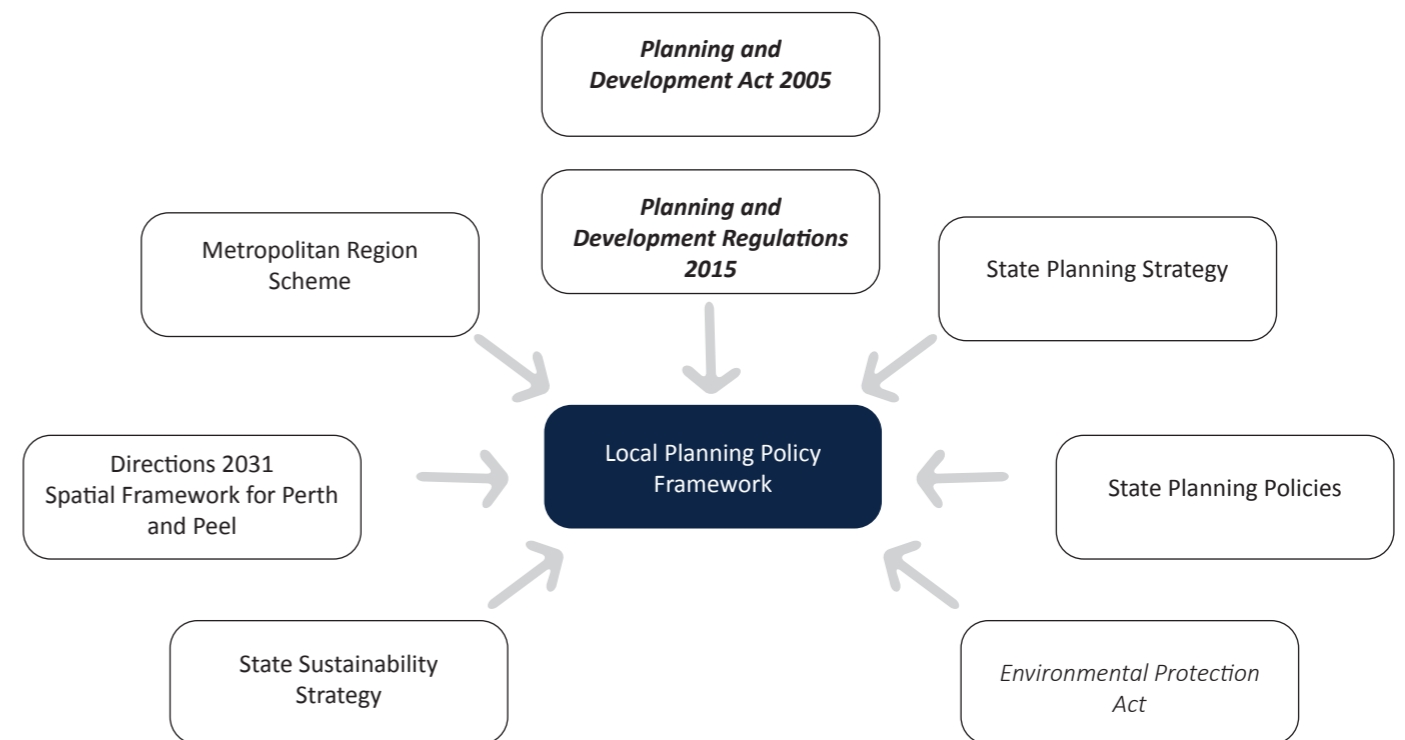 Planning and
Development Act 2005
Planning and
Development Regulations
2015
Metropolitan Region
Scheme
State Planning Strategy
Directions 2031
Spatial Framework for Perth
and Peel
Local Planning Policy
Framework
State Planning Policies
State Sustainability
Strategy
Environmental Protection
Act